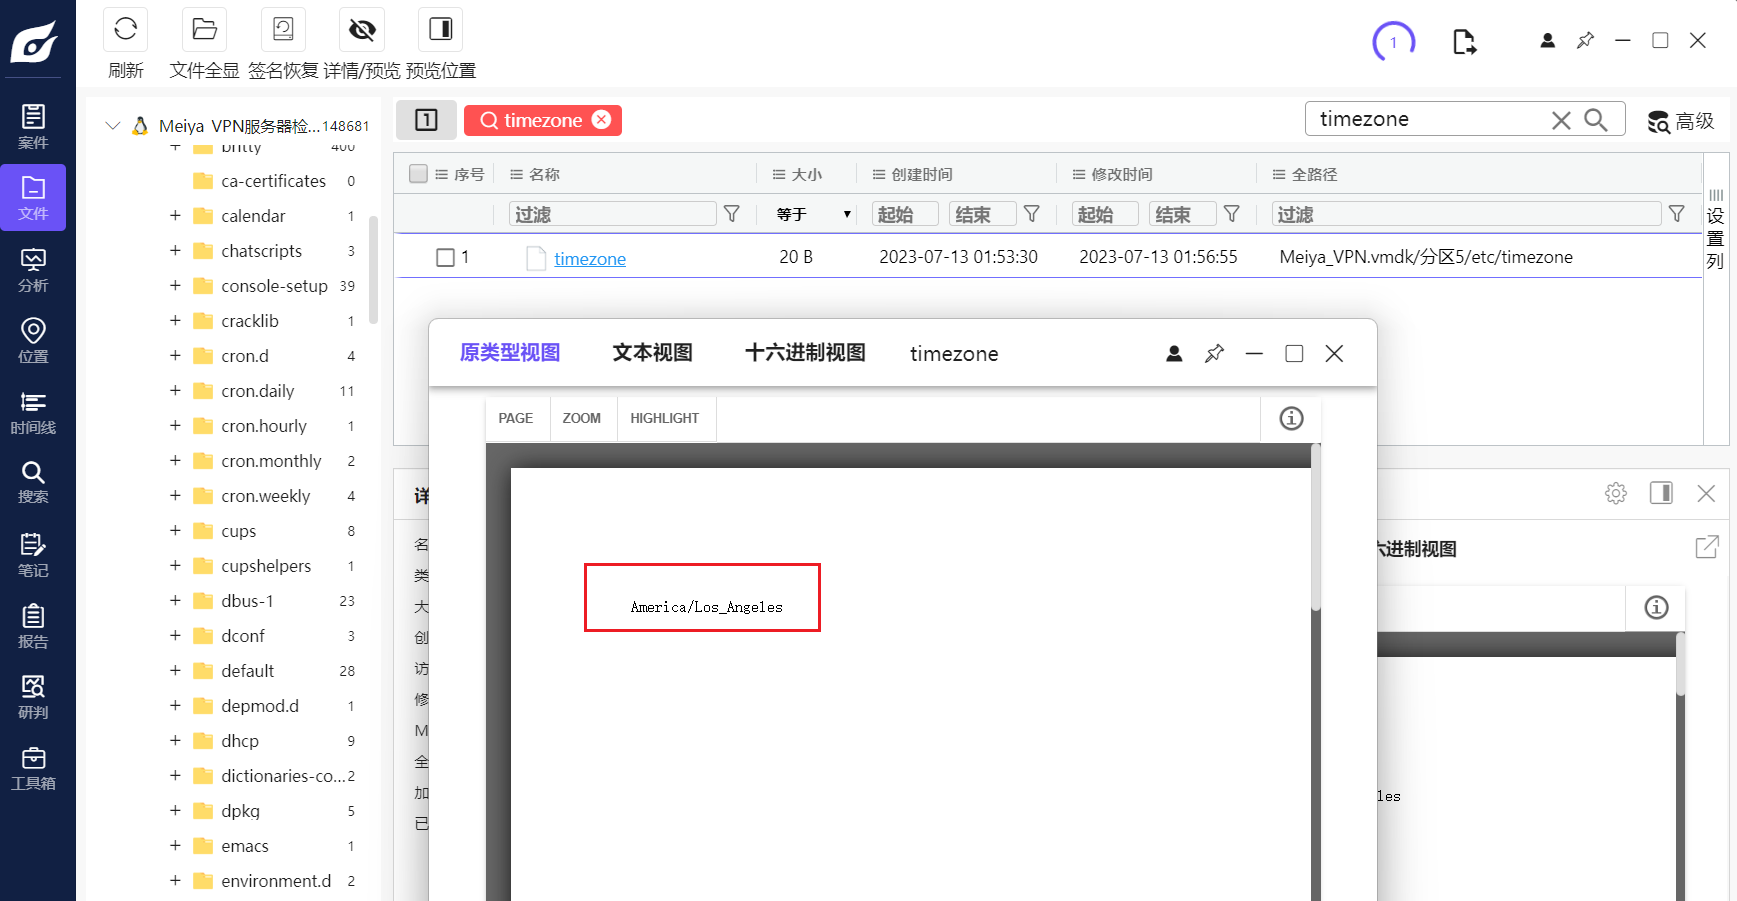 刷新
文件全显
签名恢复
详情/预览
预览位置
1
案件
文件
分析
位置
时间线
搜索
笔记
报告
研判
工具箱
Meiya_VPN服务器检...148681
britty 400
ca-certificates 0
calendar 1
chatscripts 3
console-setup 39
cracklib 1
cron.d 4
cron.daily 11
cron.hourly 1
cron.monthly 2
cron.weekly 4
cups 8
cupshelpers 1
dbus-1 23
dconf 3
default 28
depmod.d 1
dhcp 9
dictionaries-co... 2
dpkg 5
emacs 1
environment.d 2
1 timezone
timezone
高级
序号 名称 大小 创建时间 修改时间 全路径
过滤 等于 起始 结束 起始 结束 过滤
1 timezone 20 B 2023-07-13 01:53:30 2023-07-13 01:56:55 Meiya_VPN.vmdk/分区5/etc/timezone
设置列
原类型视图 文本视图 十六进制视图 timezone
PAGE ZOOM HIGHLIGHT
America/Los_Angeles
详
名
类
大
创
访
修
M
全
加
已
六进制视图
les